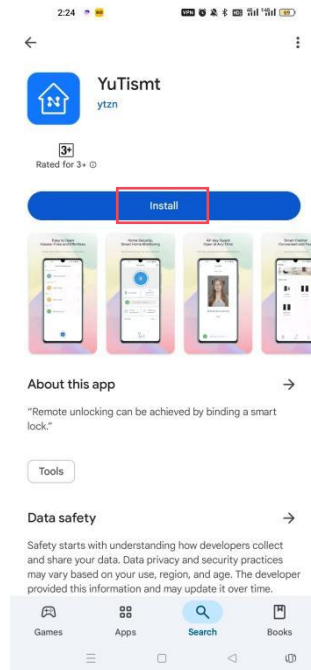 2:24
VPN
YuTismt
ytzn
3+
Rated for 3+
Install
About this app
"Remote unlocking can be achieved by binding a smart
lock."
Tools
Data safety
Safety starts with understanding how developers collect
and share your data. Data privacy and security practices
may vary based on your use, region, and age. The developer
provided this information and may update it over time.
Games
Apps
Search
Books